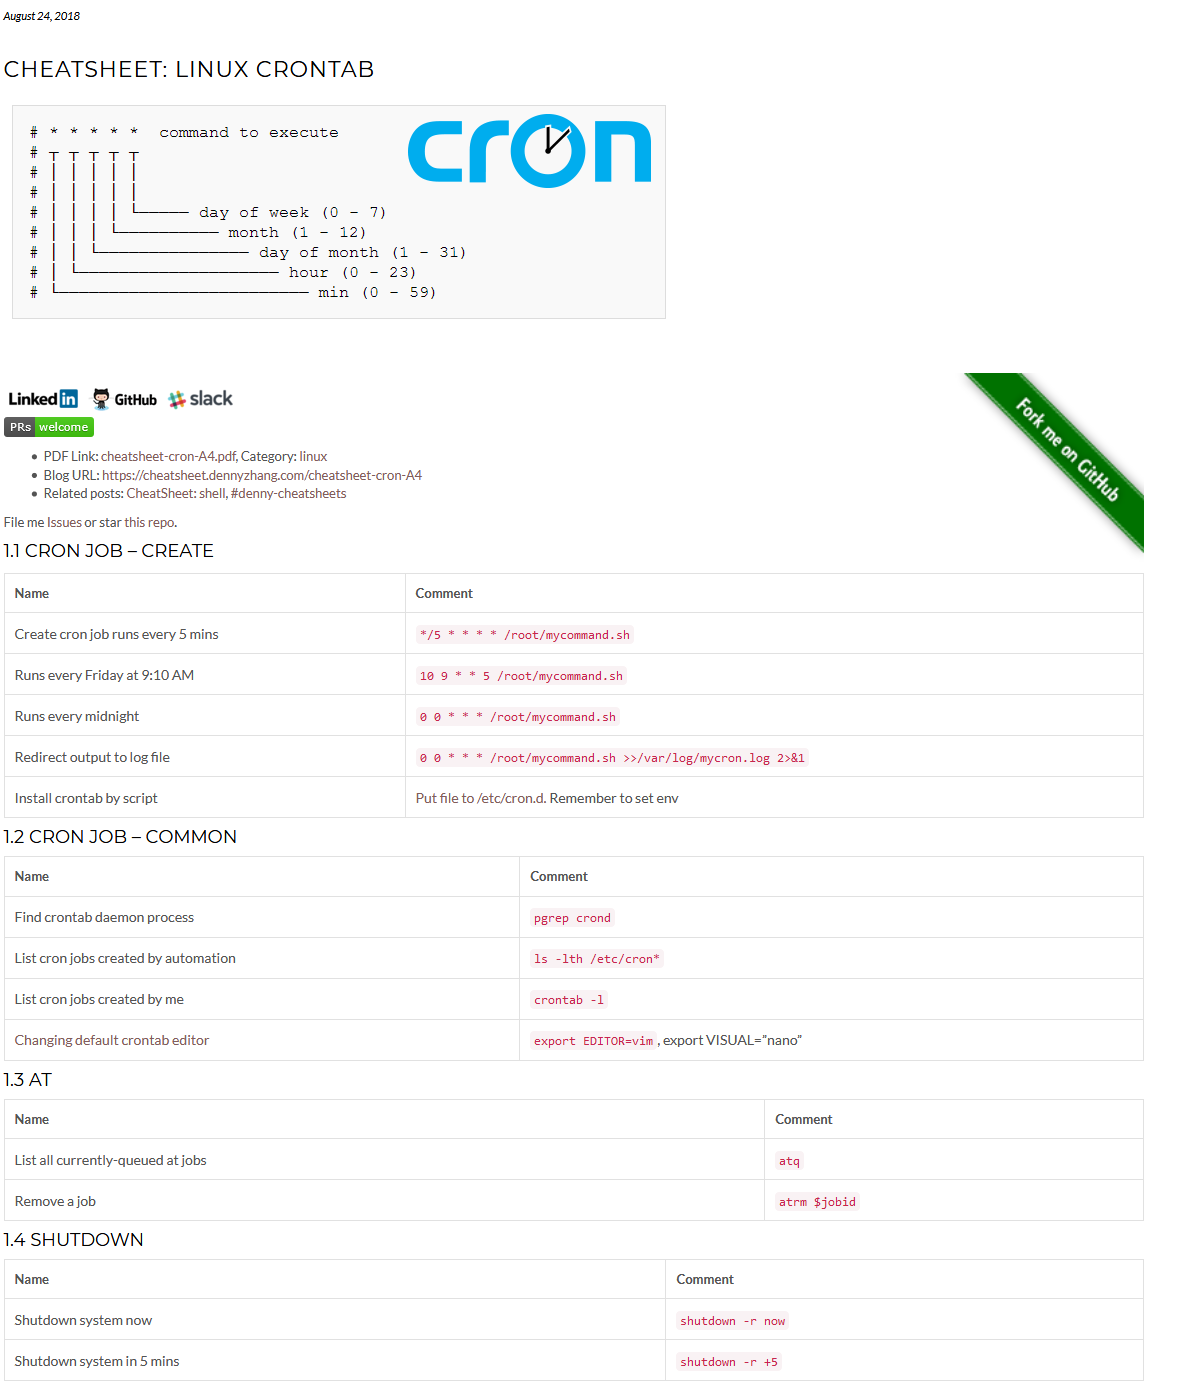 August 24, 2018
CHEATSHEET: LINUX CRONTAB
# * * * * * command to execute
# ┬ ┬ ┬ ┬ ┬
# │ │ │ │ │
# │ │ │ │ │
# │ │ │ │ └───── day of week (0 - 7)
# │ │ │ └────────── month (1 - 12)
# │ │ └─────────────── day of month (1 - 31)
# │ └──────────────────── hour (0 - 23)
# └───────────────────────── min (0 - 59)
cron
Linked in GitHub slack
Fork me on GitHub
PRs welcome
• PDF Link: cheatsheet-cron-A4.pdf, Category: linux
• Blog URL: https://cheatsheet.dennyzhang.com/cheatsheet-cron-A4
• Related posts: CheatSheet: shell, #denny-cheatsheets
File me Issues or star this repo.
1.1 CRON JOB – CREATE
Name Comment
Create cron job runs every 5 mins */5 * * * * /root/mycommand.sh
Runs every Friday at 9:10 AM 10 9 * * 5 /root/mycommand.sh
Runs every midnight 0 0 * * * /root/mycommand.sh
Redirect output to log file 0 0 * * * /root/mycommand.sh >>/var/log/mycron.log 2>&1
Install crontab by script Put file to /etc/cron.d. Remember to set env
1.2 CRON JOB – COMMON
Name Comment
Find crontab daemon process pgrep crond
List cron jobs created by automation ls -lth /etc/cron*
List cron jobs created by me crontab -l
Changing default crontab editor export EDITOR=vim , export VISUAL=”nano”
1.3 AT
Name Comment
List all currently-queued at jobs atq
Remove a job atrm $jobid
1.4 SHUTDOWN
Name Comment
Shutdown system now shutdown -r now
Shutdown system in 5 mins shutdown -r +5